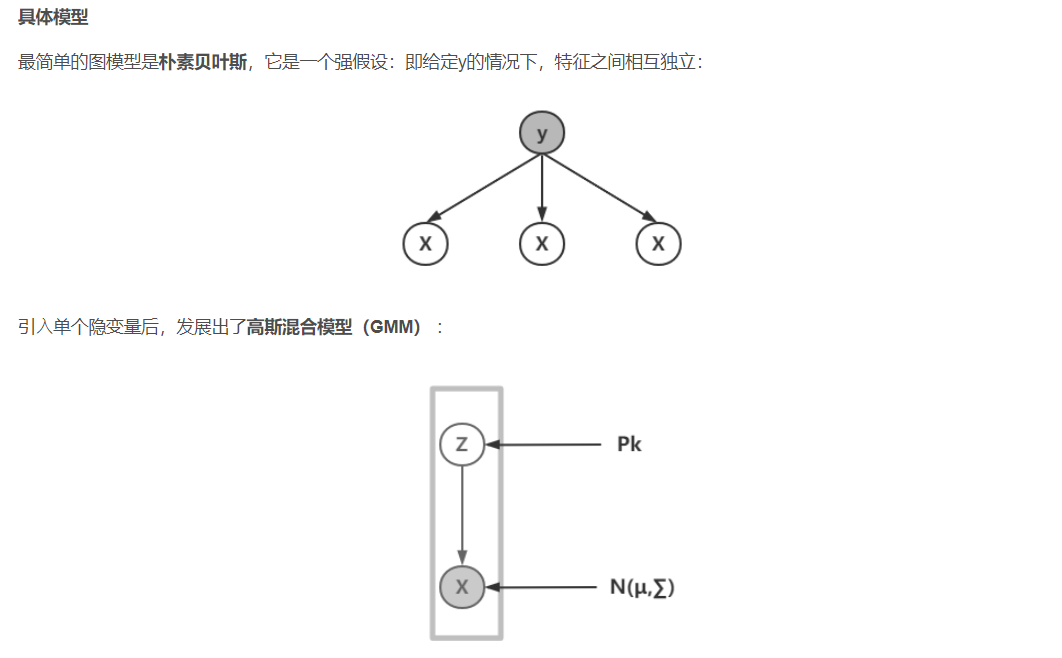 具体模型
最简单的图模型是朴素贝叶斯，它是一个强假设：即给定y的情况下，特征之间相互独立：
y
X X X
引入单个隐变量后，发展出了高斯混合模型（GMM）：
Z Pk
X N(μ,∑)